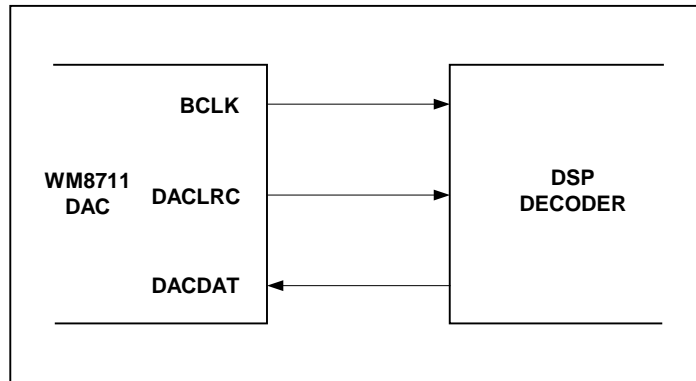 BCLK
WM8711
DAC
DACLRC
DSP
DECODER
DACDAT